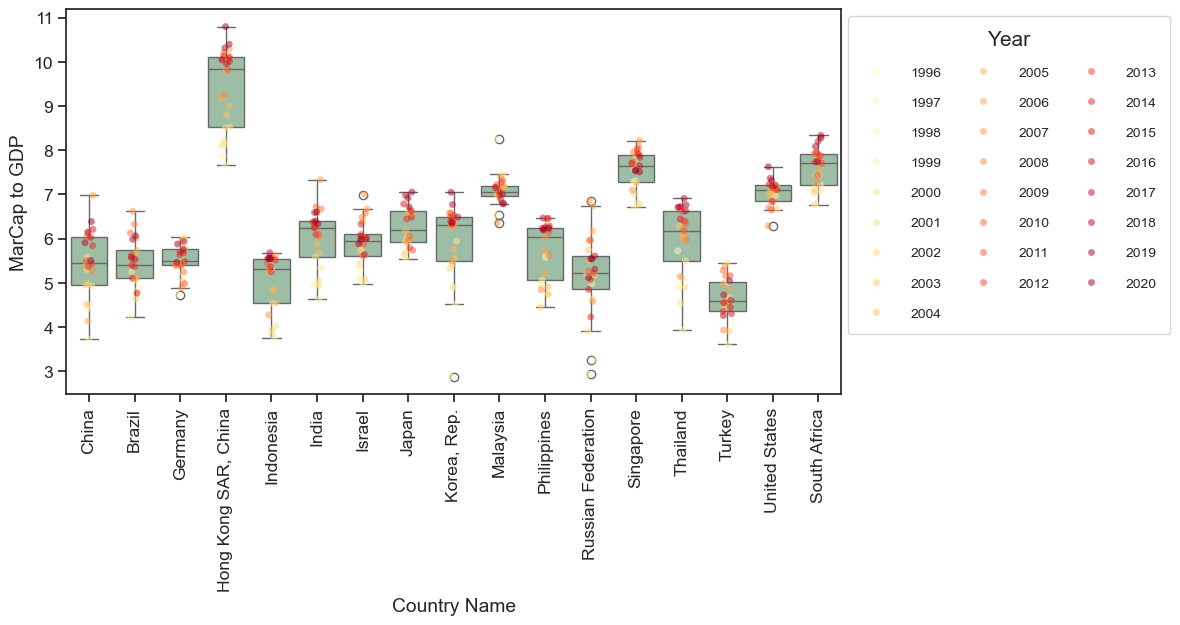 MarCap to GDP
11
10
9
8
7
6
5
4
3
China
Brazil
Germany
Hong Kong SAR, China
Indonesia
India
Israel
Japan
Korea, Rep.
Malaysia
Philippines
Russian Federation
Singapore
Thailand
Turkey
United States
South Africa
Country Name
Year
1996 2005 2013
1997 2006 2014
1998 2007 2015
1999 2008 2016
2000 2009 2017
2001 2010 2018
2002 2011 2019
2003 2012 2020
2004